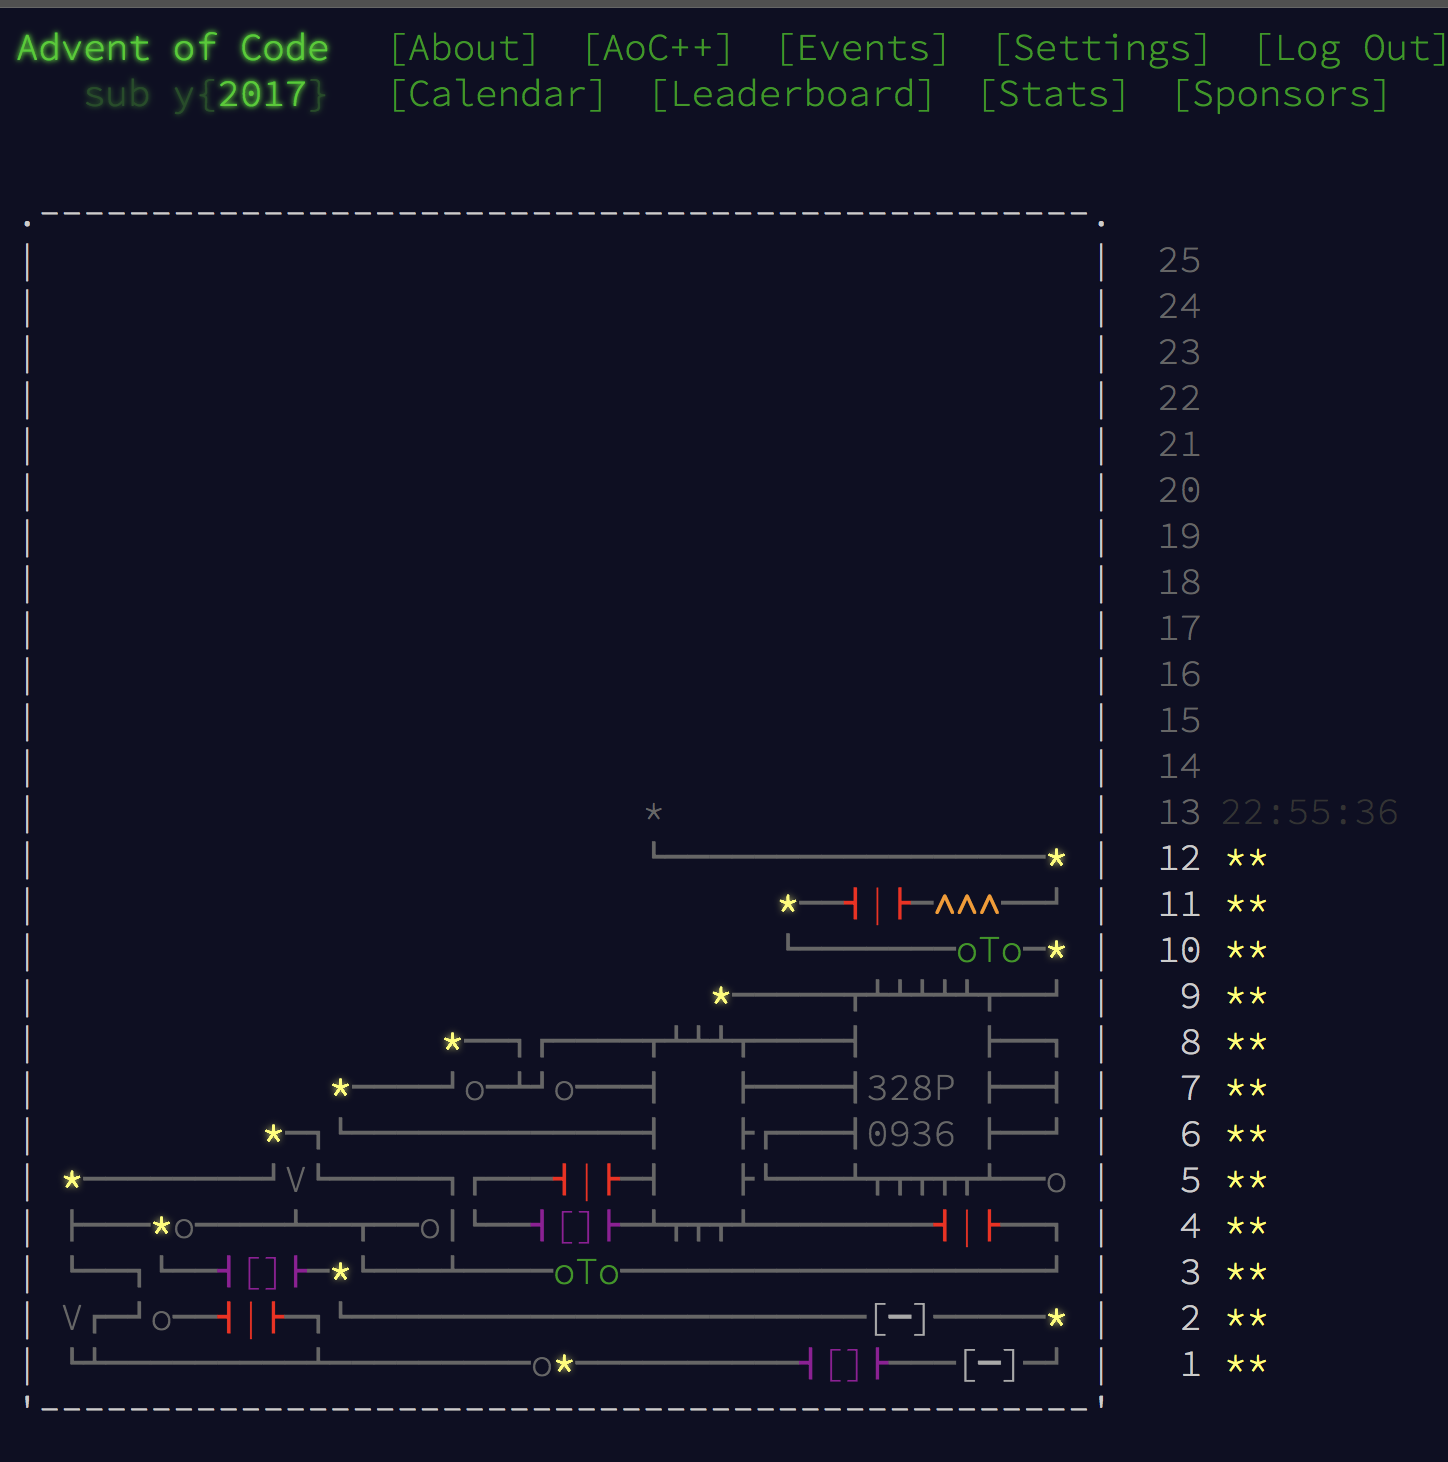 Advent of Code [About] [AoC++] [Events] [Settings] [Log Out]
sub y{2017} [Calendar] [Leaderboard] [Stats] [Sponsors]
25
24
23
22
21
20
19
18
17
16
15
14
* 13 22:55:36
* 12 **
* ^^^ 11 **
oTo * 10 **
* 9 **
* 8 **
* o o 328P 7 **
* 0936 6 **
* V o 5 **
* o o [] 4 **
[] * oTo 3 **
V o [-] * 2 **
o * [] [-] 1 **